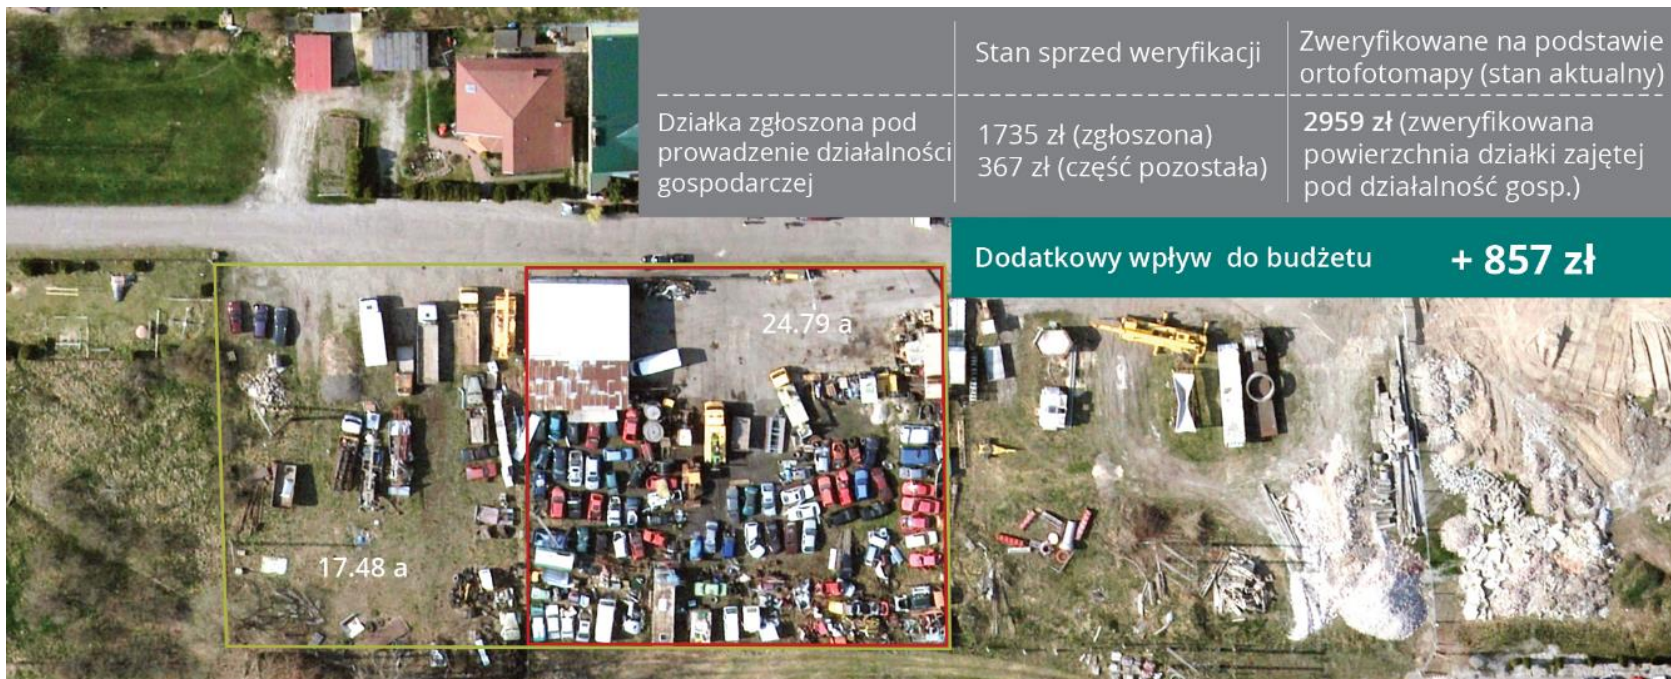 Stan sprzed weryfikacji
Zweryfikowane na podstawie
ortofotomapy (stan aktualny)
Działka zgłoszona pod
prowadzenie działalności
gospodarczej
1735 zł (zgłoszona)
367 zł (część pozostała)
2959 zł (zweryfikowana
powierzchnia działki zajętej
pod działalność gosp.)
Dodatkowy wpływ do budżetu
+ 857 zł
24.79 a
17.48 a